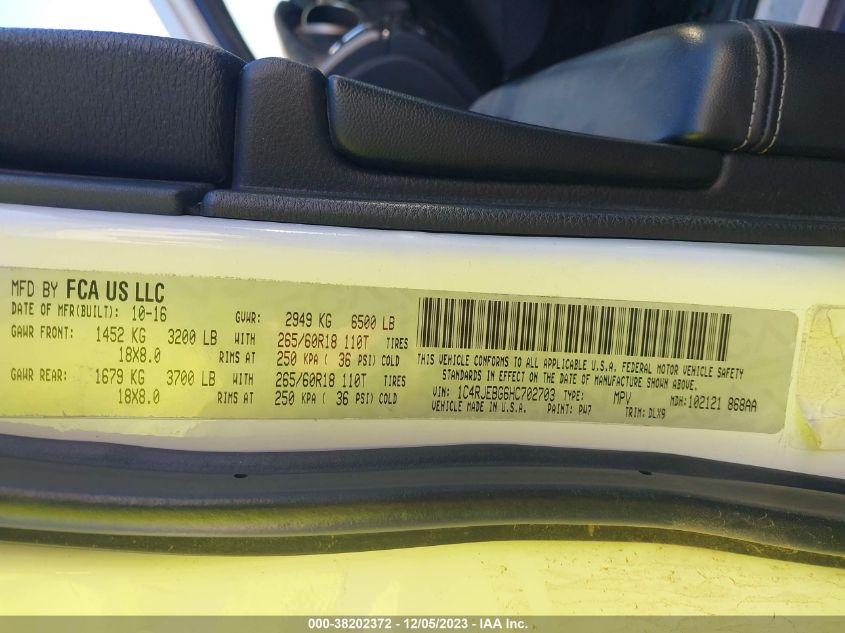 MFD BY FCA US LLC
DATE OF MFR(BUILT): 10-16 GVWR: 2949 KG 6500 LB
GAWR FRONT: 1452 KG 3200 LB WITH 265/60R18 110T TIRES
18X8.0 RIMS AT 250 KPA ( 36 PSI) COLD
GAWR REAR: 1679 KG 3700 LB WITH 265/60R18 110T TIRES
18X8.0 RIMS AT 250 KPA ( 36 PSI) COLD
THIS VEHICLE CONFORMS TO ALL APPLICABLE U.S.A. FEDERAL MOTOR VEHICLE SAFETY
STANDARDS IN EFFECT ON THE DATE OF MANUFACTURE SHOWN ABOVE.
VIN: 1C4RJEBG6HC702703 TYPE: MPV MDH: 102121 868AA
VEHICLE MADE IN U.S.A. PAINT: PW7 TRIM: DLX9
000-38202372 - 12/05/2023 - IAA Inc.